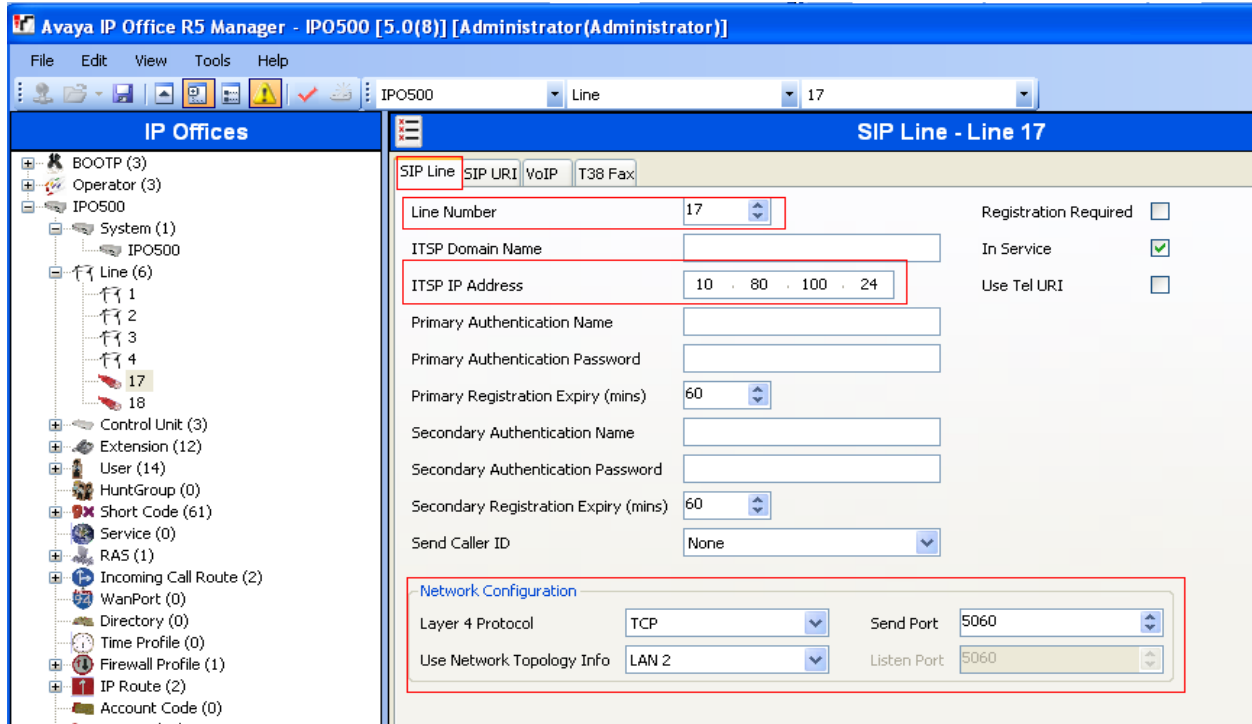 Avaya IP Office R5 Manager - IPO500 [5.0(8)] [Administrator(Administrator)]
File Edit View Tools Help
IPO500 Line 17
IP Offices
BOOTP (3)
Operator (3)
IPO500
System (1)
IPO500
Line (6)
1
2
3
4
17
18
Control Unit (3)
Extension (12)
User (14)
HuntGroup (0)
Short Code (61)
Service (0)
RAS (1)
Incoming Call Route (2)
WanPort (0)
Directory (0)
Time Profile (0)
Firewall Profile (1)
IP Route (2)
Account Code (0)
SIP Line - Line 17
SIP Line SIP URI VoIP T38 Fax
Line Number 17 Registration Required
ITSP Domain Name In Service
ITSP IP Address 10 . 80 . 100 . 24 Use Tel URI
Primary Authentication Name
Primary Authentication Password
Primary Registration Expiry (mins) 60
Secondary Authentication Name
Secondary Authentication Password
Secondary Registration Expiry (mins) 60
Send Caller ID None
Network Configuration
Layer 4 Protocol TCP Send Port 5060
Use Network Topology Info LAN 2 Listen Port 5060